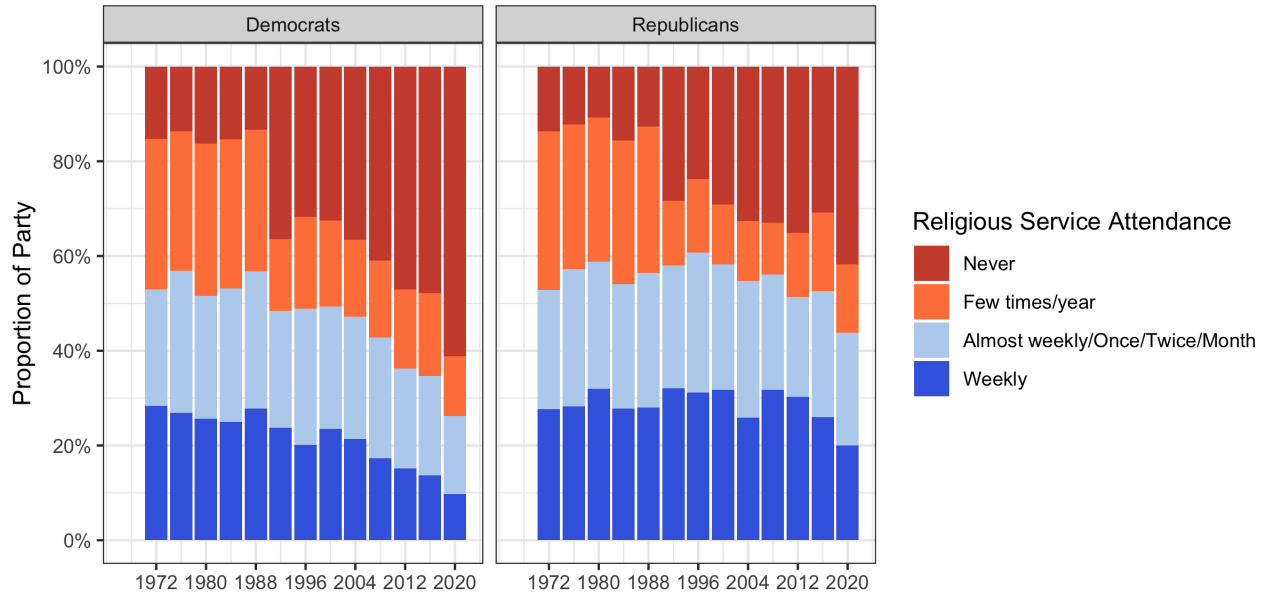 Democrats
Republicans
100%
80%
60%
40%
20%
0%
Proportion of Party
1972 1980 1988 1996 2004 2012 2020
1972 1980 1988 1996 2004 2012 2020
Religious Service Attendance
Never
Few times/year
Almost weekly/Once/Twice/Month
Weekly